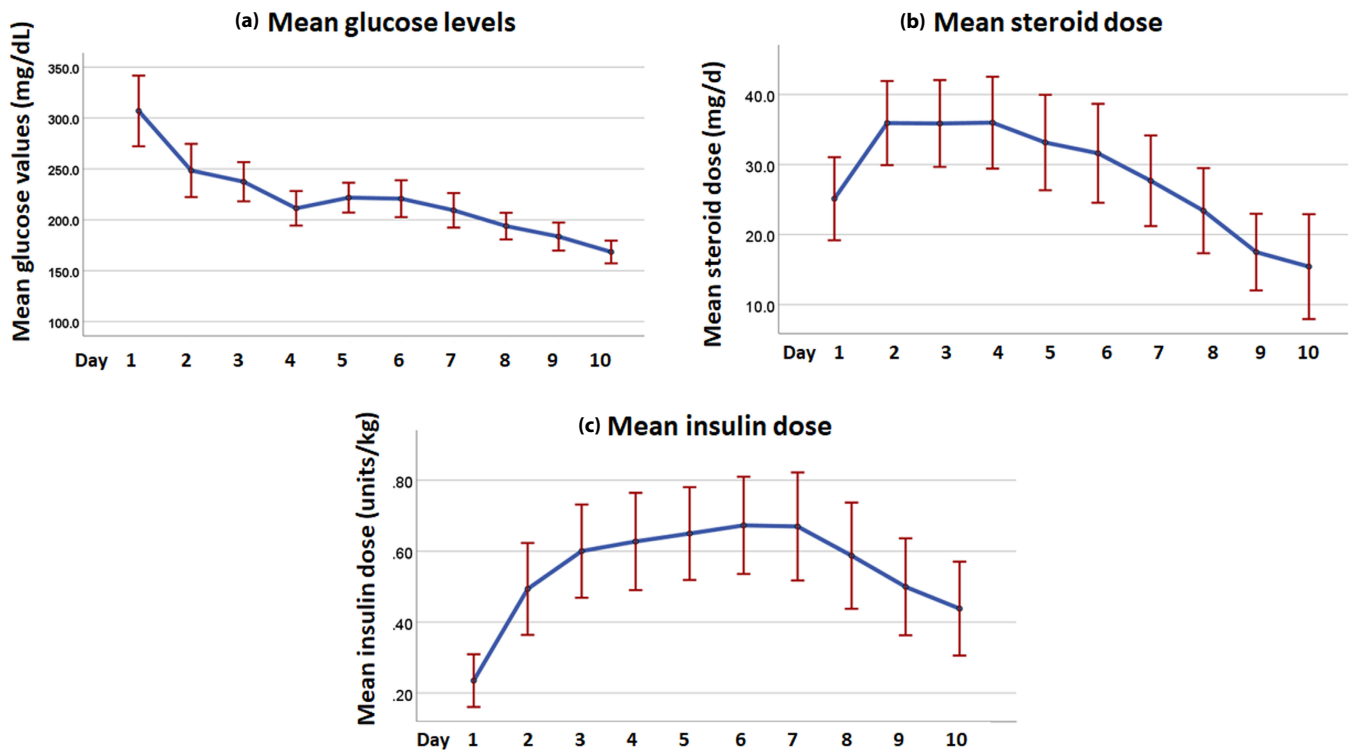 (a) Mean glucose levels
Mean glucose values (mg/dL)
350.0
300.0
250.0
200.0
150.0
100.0
Day 1 2 3 4 5 6 7 8 9 10
(b) Mean steroid dose
Mean steroid dose (mg/d)
40.0
30.0
20.0
10.0
Day 1 2 3 4 5 6 7 8 9 10
(c) Mean insulin dose
Mean insulin dose (units/kg)
.80
.60
.40
.20
Day 1 2 3 4 5 6 7 8 9 10